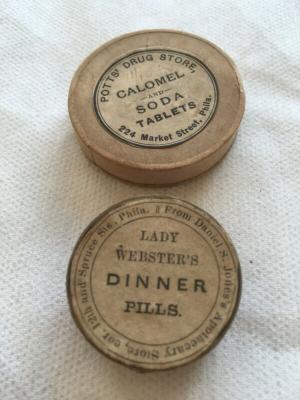 POTTS' DRUG STORE,
CALOMEL
—AND—
SODA
TABLETS.
224 Market Street, Phila.
From Daniel S. Jones's Apothecary Store, cor. 12th and Spruce Sts., Phila.
LADY
WEBSTER'S
DINNER
PILLS.